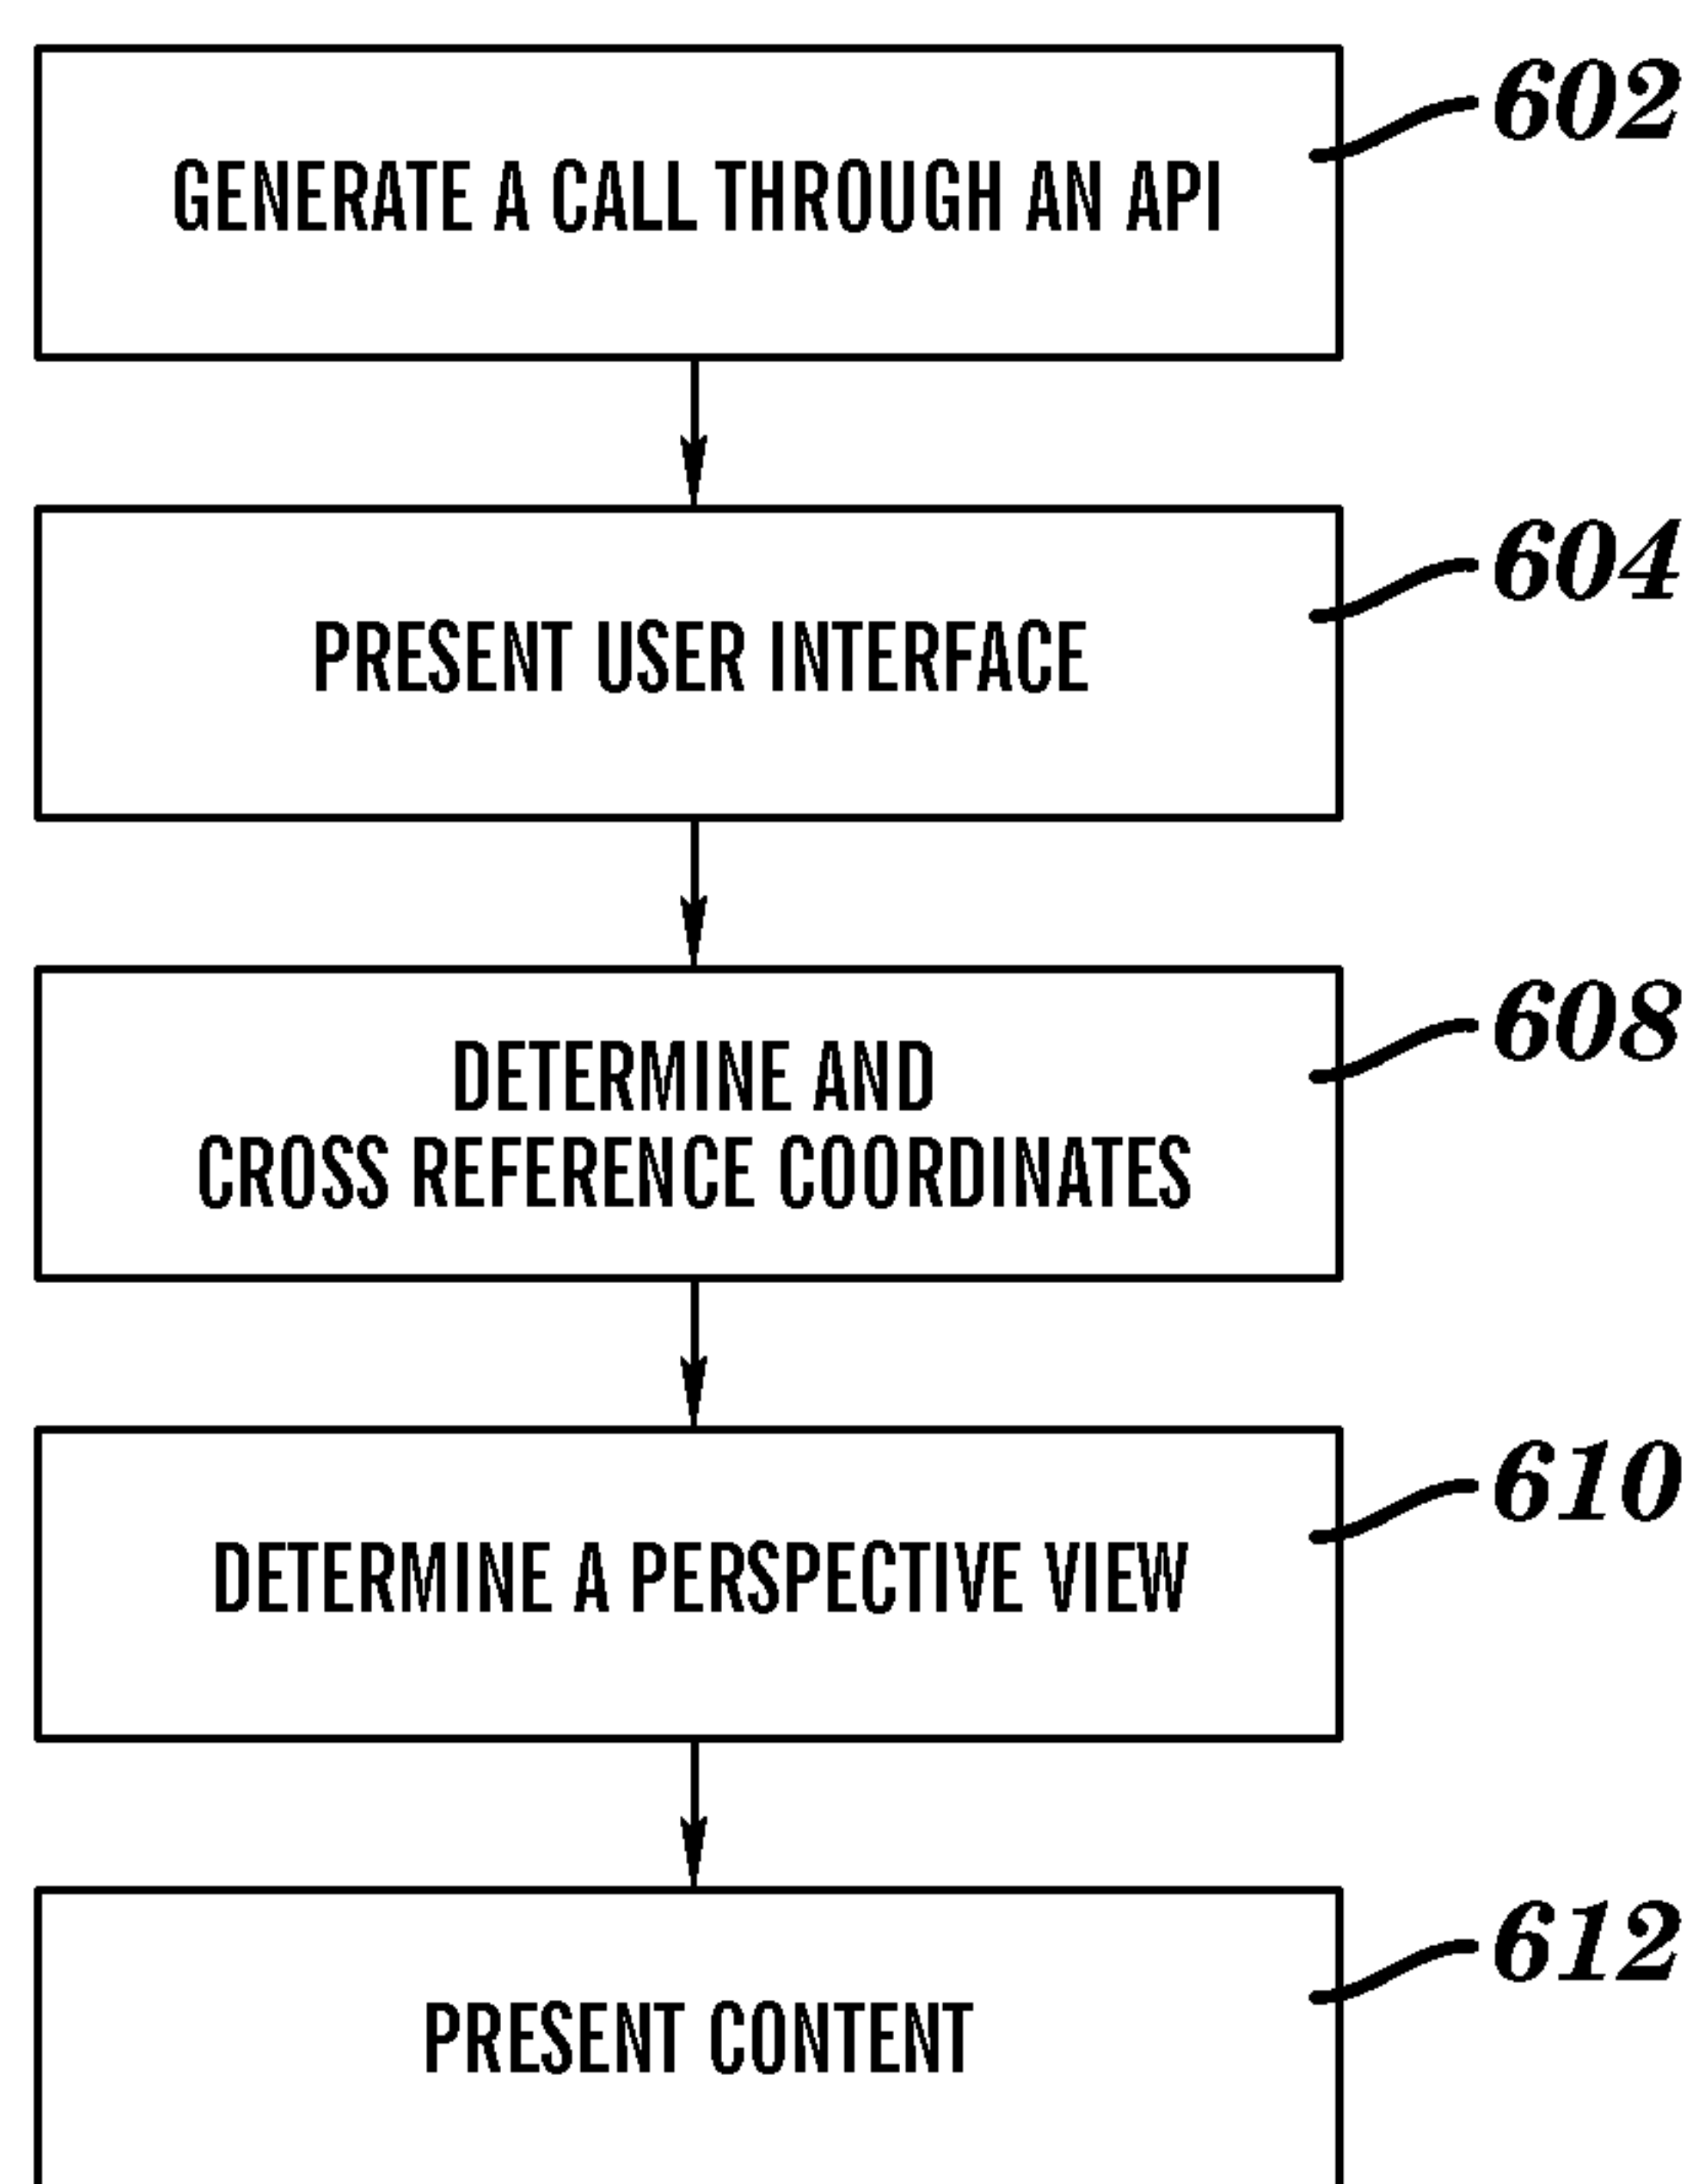 GENERATE A CALL THROUGH AN API
602
PRESENT USER INTERFACE
604
DETERMINE AND
CROSS REFERENCE COORDINATES
608
DETERMINE A PERSPECTIVE VIEW
610
PRESENT CONTENT
612